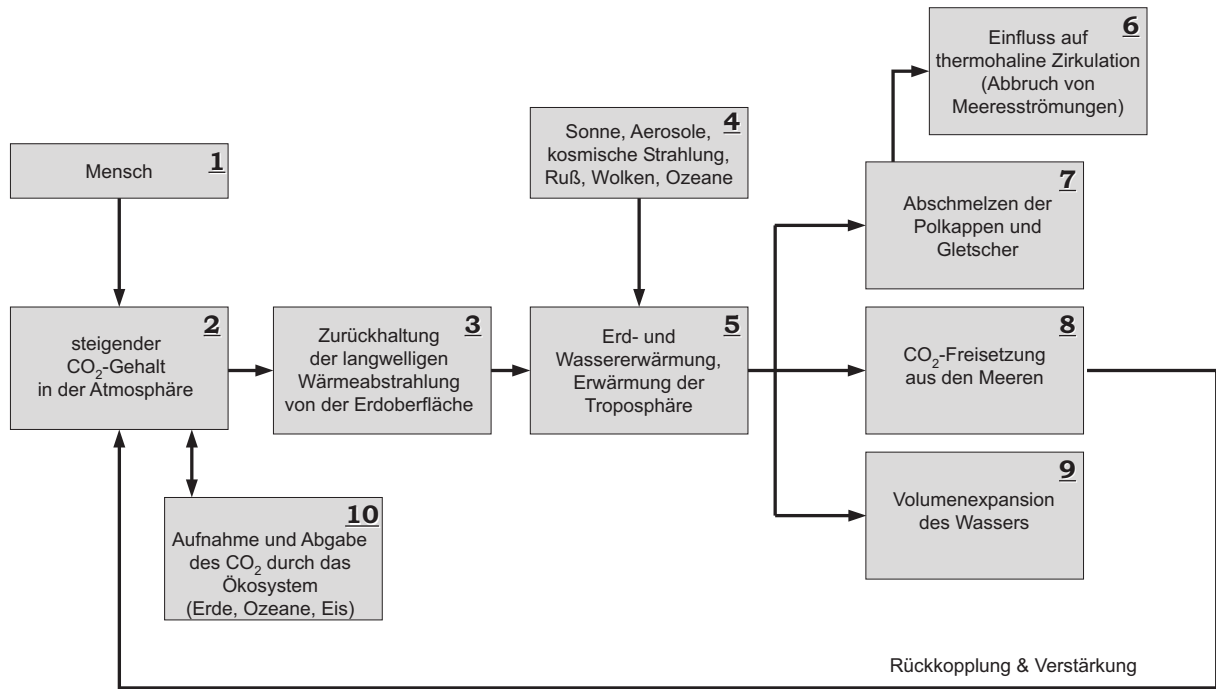 1
Mensch
2
steigender
CO₂-Gehalt
in der Atmosphäre
3
Zurückhaltung
der langwelligen
Wärmeabstrahlung
von der Erdoberfläche
4
Sonne, Aerosole,
kosmische Strahlung,
Ruß, Wolken, Ozeane
5
Erd- und
Wassererwärmung,
Erwärmung der
Troposphäre
6
Einfluss auf
thermohaline Zirkulation
(Abbruch von
Meeresströmungen)
7
Abschmelzen der
Polkappen und
Gletscher
8
CO₂-Freisetzung
aus den Meeren
9
Volumenexpansion
des Wassers
10
Aufnahme und Abgabe
des CO₂ durch das
Ökosystem
(Erde, Ozeane, Eis)
Rückkopplung & Verstärkung